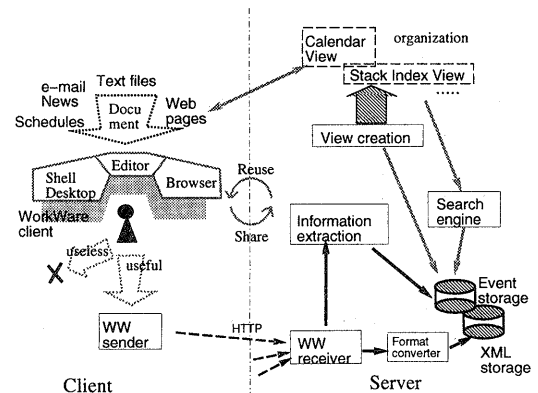 Calendar
View
organization
Stack Index View
.....
View creation
Text files
e-mail
News
Docu
ment
Web
pages
Schedules
Editor
Shell
Desktop
Browser
WorkWare
client
Reuse
Share
useless
useful
Search
engine
Information
extraction
Event
storage
WW
sender
HTTP
WW
receiver
Format
converter
XML
storage
Client
Server